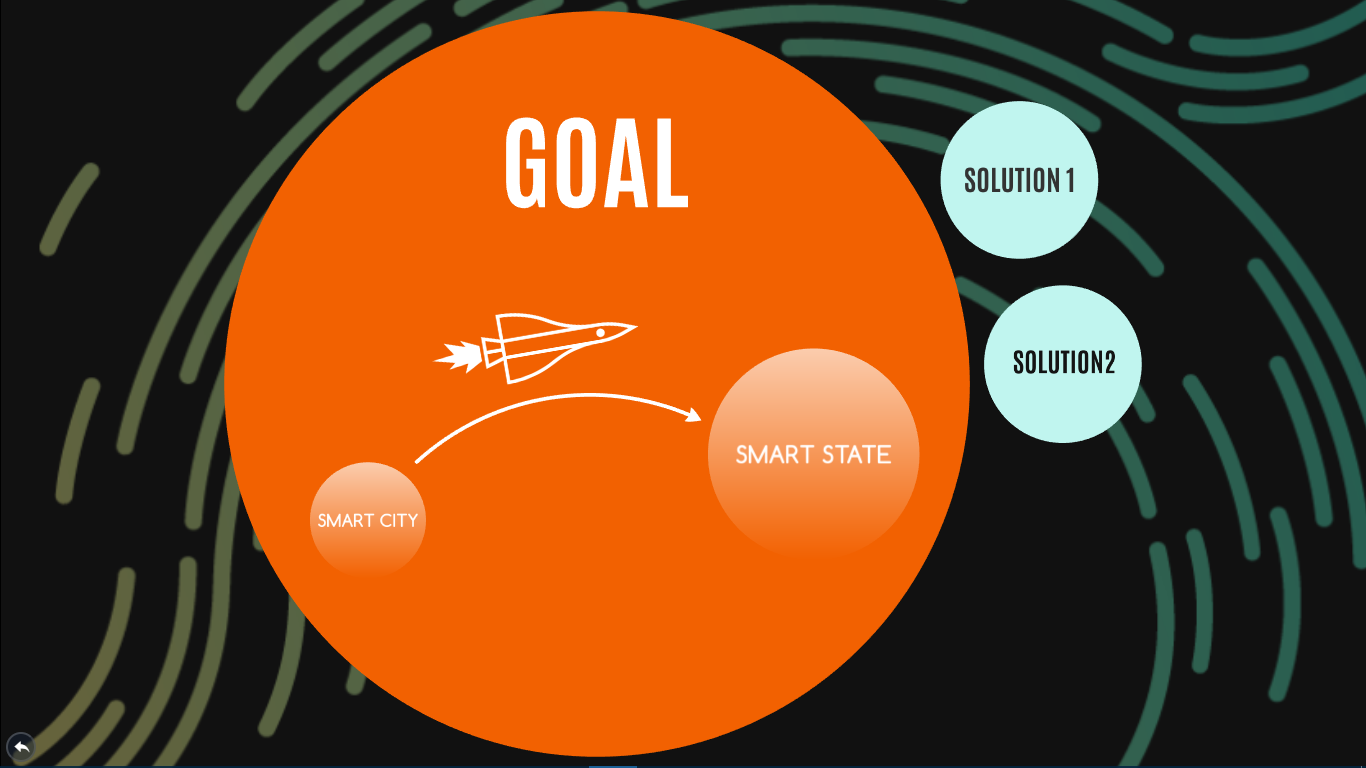 GOAL
SOLUTION 1
SOLUTION2
SMART CITY
SMART STATE